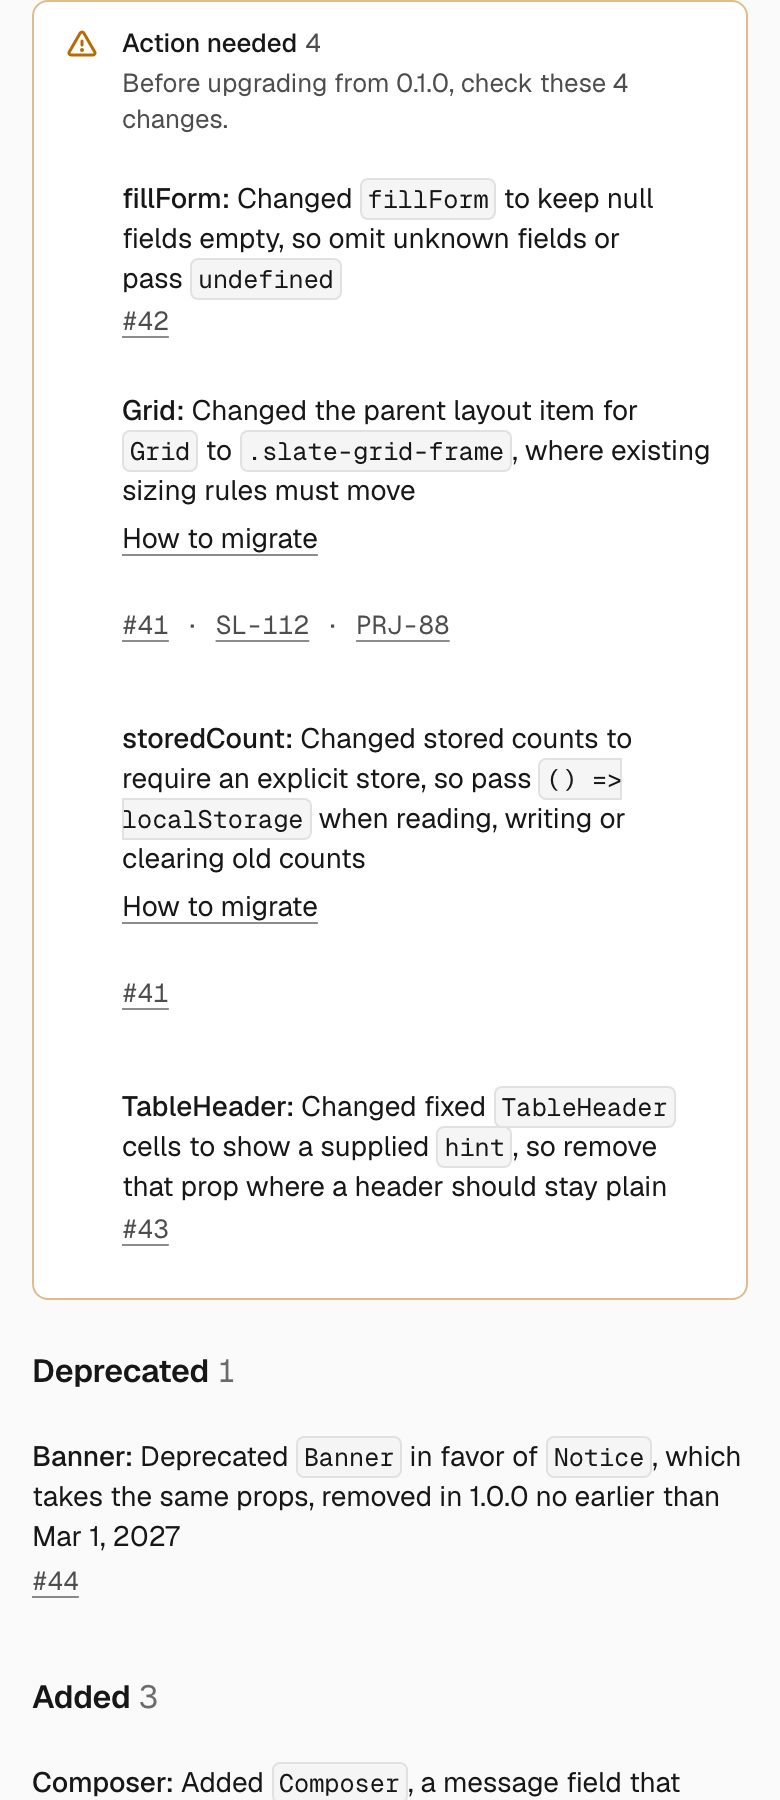 Action needed 4
Before upgrading from 0.1.0, check these 4
changes.
fillForm: Changed fillForm to keep null
fields empty, so omit unknown fields or
pass undefined
#42
Grid: Changed the parent layout item for
Grid to .slate-grid-frame, where existing
sizing rules must move
How to migrate
#41 · SL-112 · PRJ-88
storedCount: Changed stored counts to
require an explicit store, so pass () =>
localStorage when reading, writing or
clearing old counts
How to migrate
#41
TableHeader: Changed fixed TableHeader
cells to show a supplied hint, so remove
that prop where a header should stay plain
#43
Deprecated 1
Banner: Deprecated Banner in favor of Notice, which
takes the same props, removed in 1.0.0 no earlier than
Mar 1, 2027
#44
Added 3
Composer: Added Composer, a message field that